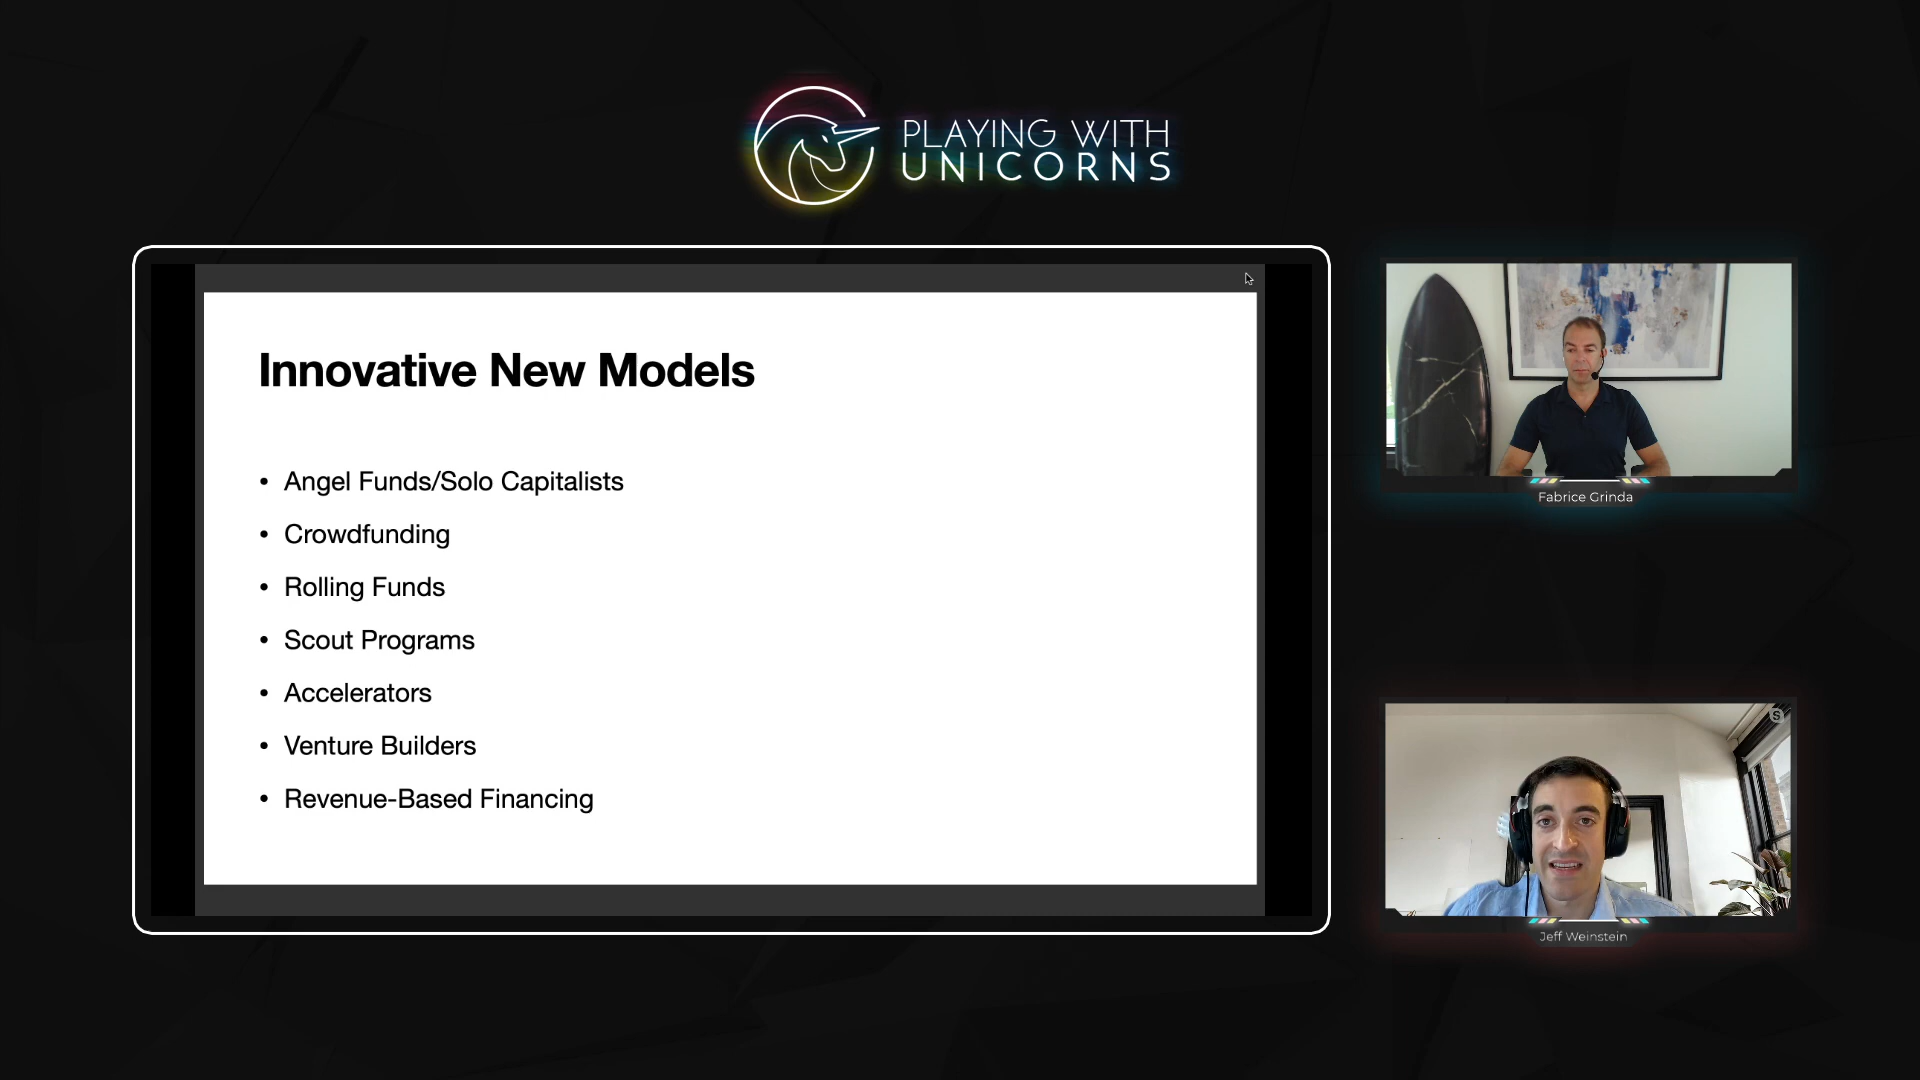 PLAYING WITH
UNICORNS
Innovative New Models
• Angel Funds/Solo Capitalists
• Crowdfunding
• Rolling Funds
• Scout Programs
• Accelerators
• Venture Builders
• Revenue-Based Financing
Fabrice Grinda
S
Jeff Weinstein